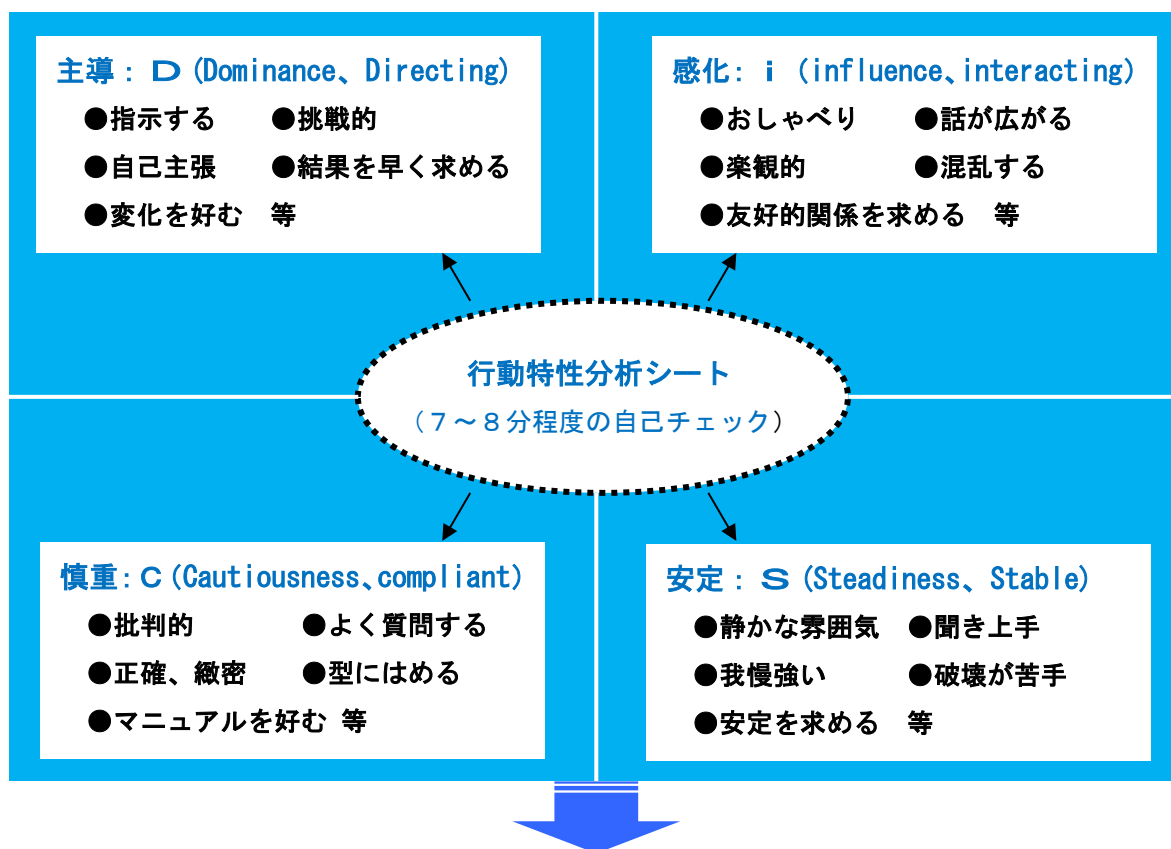 主導：Ｄ(Dominance、Directing)
●指示する　　●挑戦的
●自己主張　　●結果を早く求める
●変化を好む　等
感化：ｉ（influence、interacting）
●おしゃべり　　●話が広がる
●楽観的　　　　●混乱する
●友好的関係を求める　等
行動特性分析シート
（７～８分程度の自己チェック）
慎重：Ｃ(Cautiousness、compliant)
●批判的　　　　●よく質問する
●正確、緻密　　●型にはめる
●マニュアルを好む 等
安定：Ｓ(Steadiness、Stable)
●静かな雰囲気　●聞き上手
●我慢強い　　　●破壊が苦手
●安定を求める　等